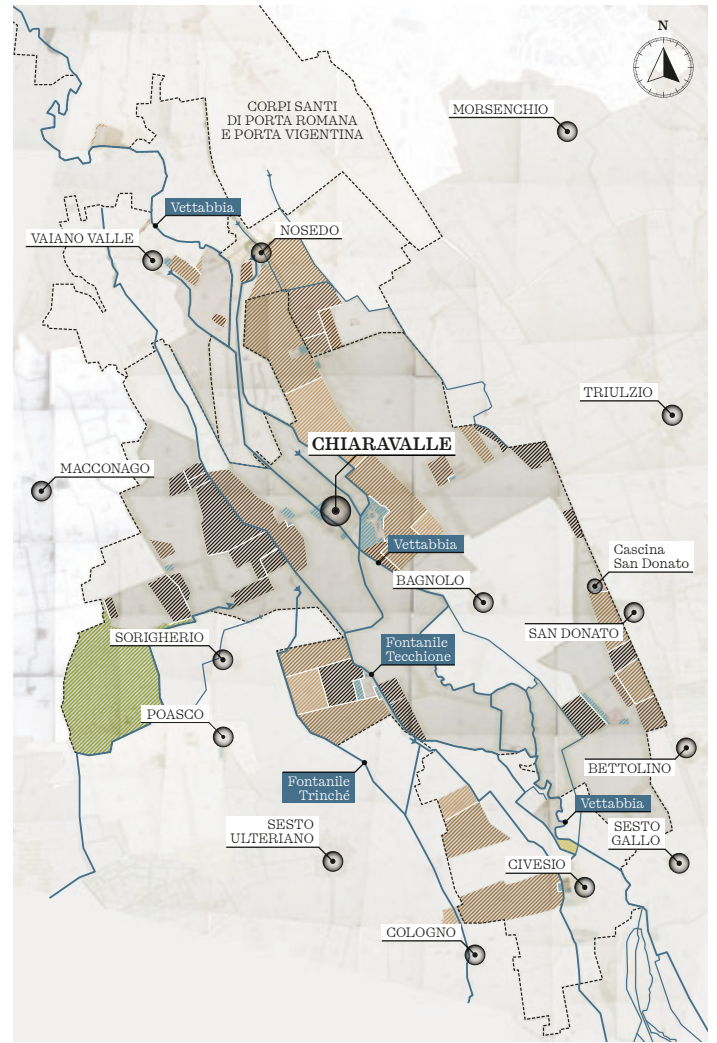 N
CORPI SANTI
DI PORTA ROMANA
E PORTA VIGENTINA
MORSENCHIO
Vettabbia
VAIANO VALLE
NOSEDO
TRIULZIO
CHIARAVALLE
MACCONAGO
Vettabbia
Cascina
San Donato
BAGNOLO
SAN DONATO
SORIGHERIO
Fontanile
Tecchione
POASCO
BETTOLINO
Fontanile
Trinché
Vettabbia
SESTO
ULTERIANO
SESTO
GALLO
CIVESIO
COLOGNO